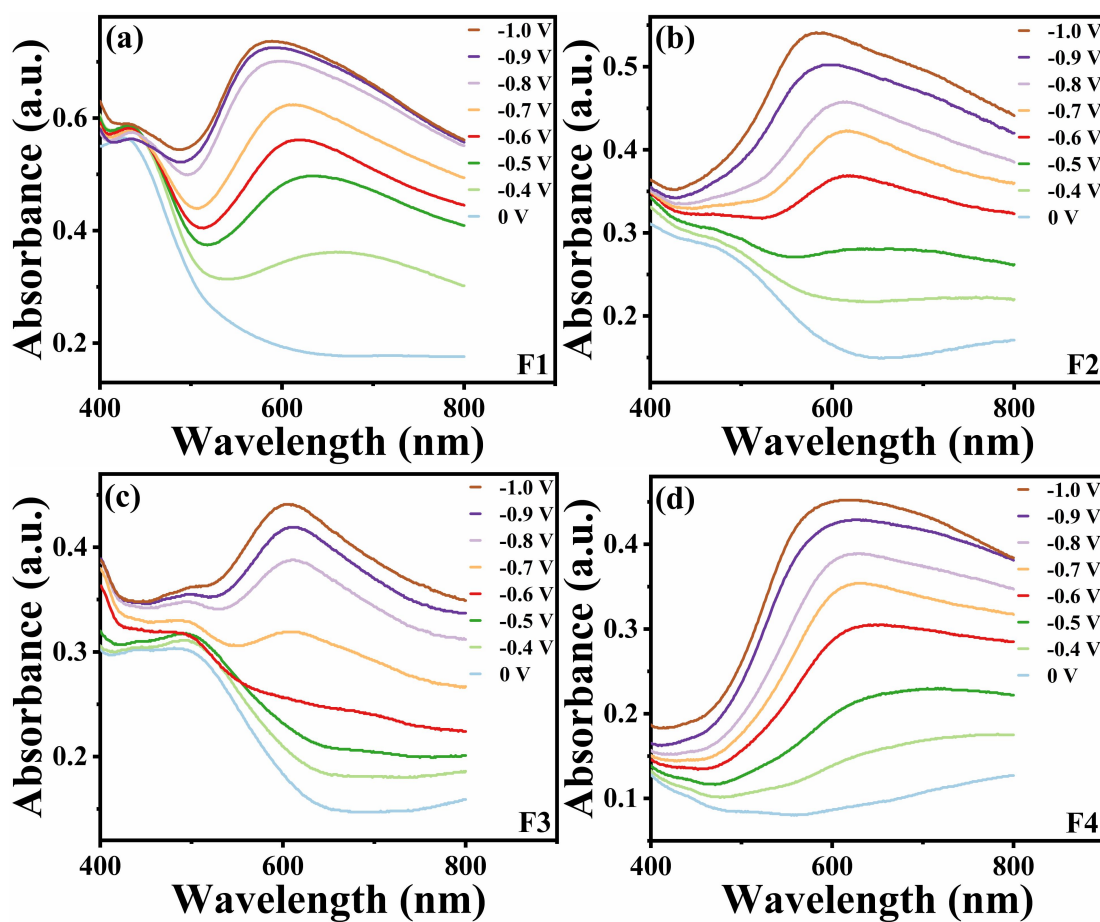 (a)
-1.0 V
-0.9 V
-0.8 V
-0.7 V
-0.6 V
-0.5 V
-0.4 V
0 V
0.6
0.4
0.2
Absorbance (a.u.)
F1
400
600
800
Wavelength (nm)
(b)
-1.0 V
-0.9 V
-0.8 V
-0.7 V
-0.6 V
-0.5 V
-0.4 V
0 V
0.5
0.4
0.3
0.2
Absorbance (a.u.)
F2
400
600
800
Wavelength (nm)
(c)
-1.0 V
-0.9 V
-0.8 V
-0.7 V
-0.6 V
-0.5 V
-0.4 V
0 V
0.4
0.3
0.2
Absorbance (a.u.)
F3
400
600
800
Wavelength (nm)
(d)
-1.0 V
-0.9 V
-0.8 V
-0.7 V
-0.6 V
-0.5 V
-0.4 V
0 V
0.4
0.3
0.2
0.1
Absorbance (a.u.)
F4
400
600
800
Wavelength (nm)